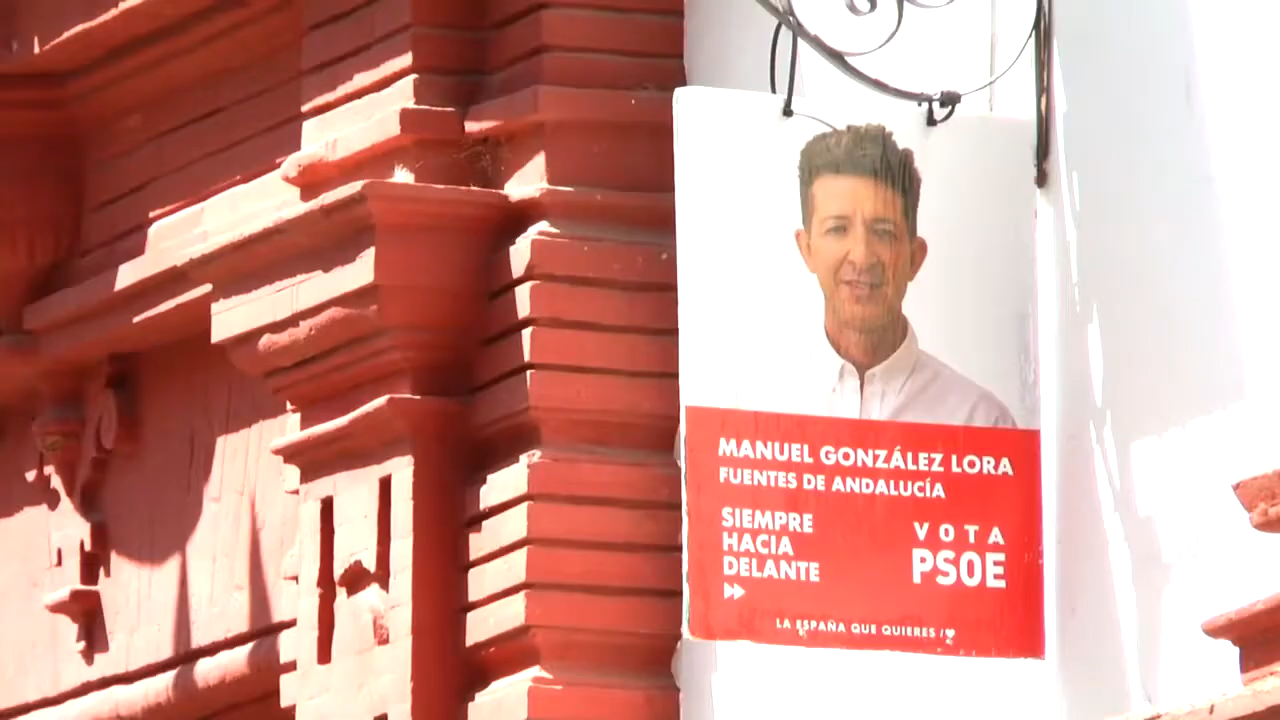 MANUEL GONZÁLEZ LORA
FUENTES DE ANDALUCÍA
SIEMPRE
HACIA
DELANTE
VOTA
PSOE
LA ESPAÑA QUE QUIERES